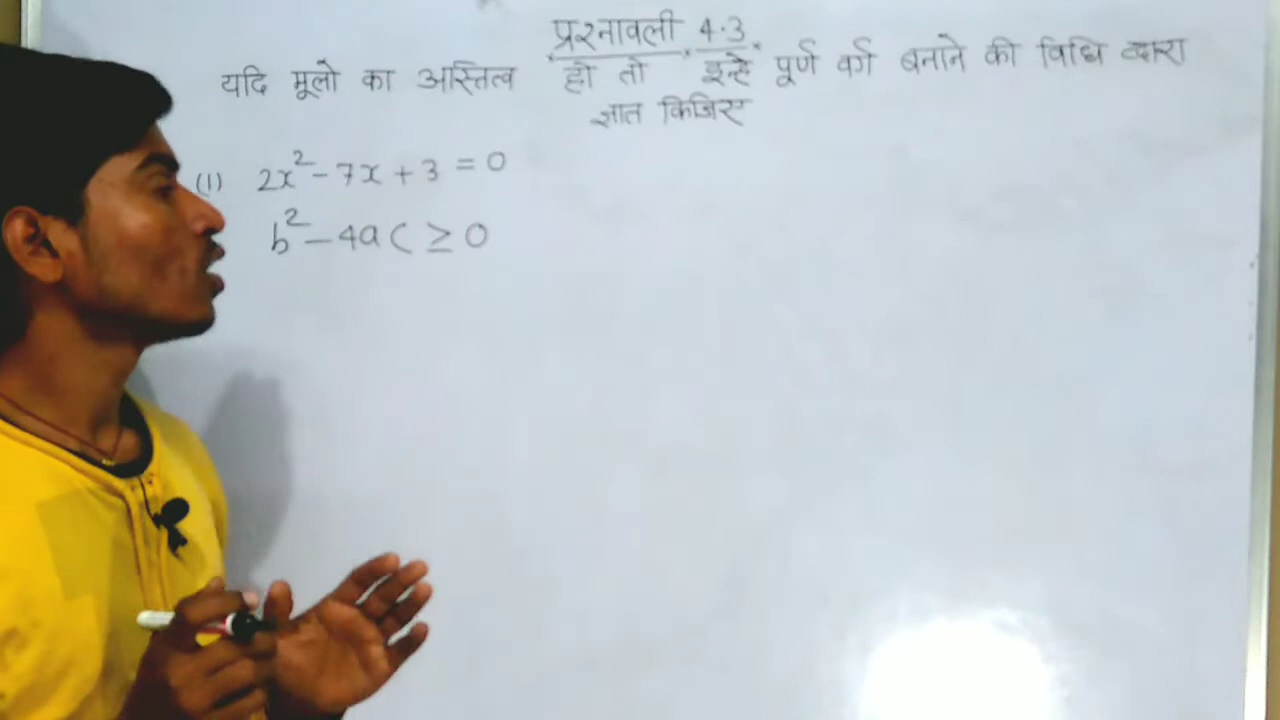 प्रश्नावली 4.3
यदि मूलो का अस्तित्व हो तो इन्हे पूर्ण वर्ग बनाने की विधि द्वारा
ज्ञात किजिए
(1) 2x² - 7x + 3 = 0
b² - 4ac ≥ 0